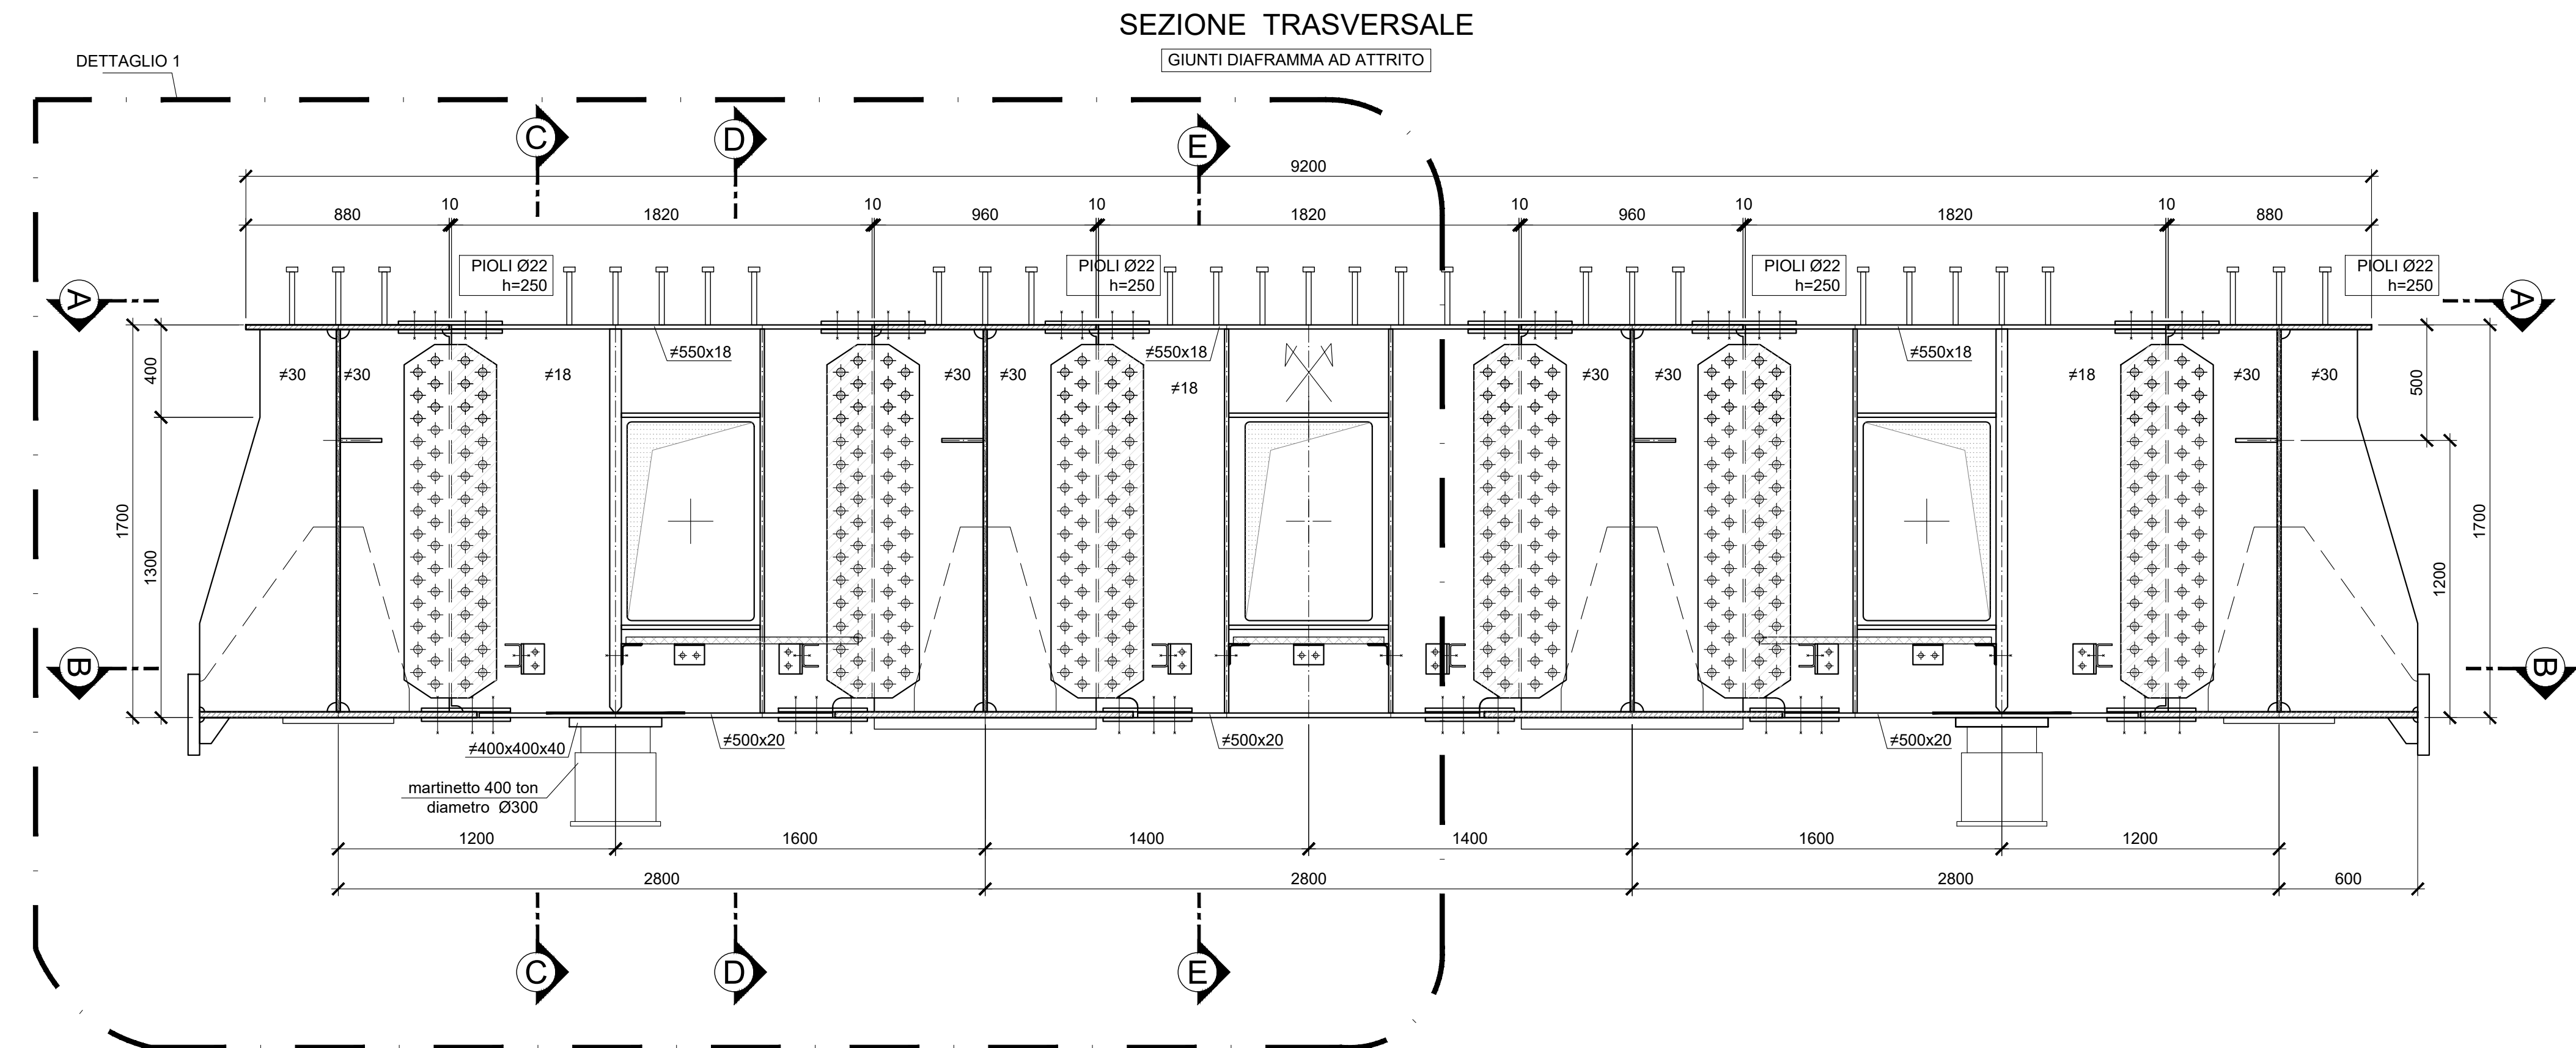 SEZIONE TRASVERSALE
GIUNTI DIAFRAMMA AD ATTRITO
DETTAGLIO 1
C
D
E
9200
10
10
10
10
10
10
880
1820
960
1820
960
1820
880
PIOLI Ø22
h=250
PIOLI Ø22
h=250
PIOLI Ø22
h=250
PIOLI Ø22
h=250
A
A
≠550x18
≠550x18
≠550x18
≠30
≠30
≠18
≠30
≠30
≠18
≠30
≠30
≠18
≠30
≠30
400
500
1700
1300
1700
1200
B
B
≠400x400x40
≠500x20
≠500x20
≠500x20
martinetto 400 ton
diametro Ø300
1200
1600
1400
1400
1600
1200
2800
2800
2800
600
C
D
E